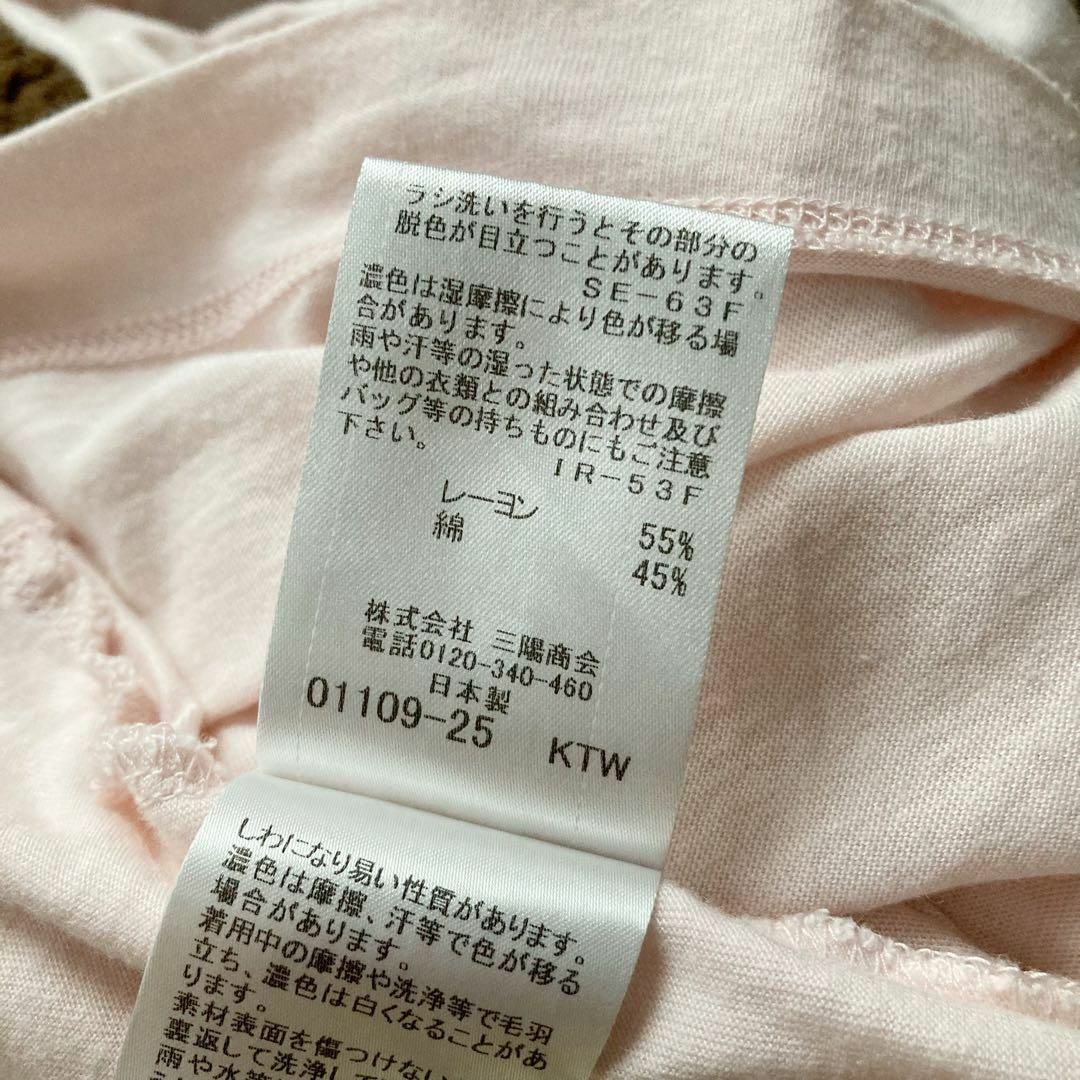 ラシ洗いを行うとその部分の
脱色が目立つことがあります。
SE-63F
濃色は湿摩擦により色が移る場
合があります。
雨や汗等の湿った状態での摩擦
や他の衣類との組み合わせ及び
バッグ等の持ちものにもご注意
下さい。
IR-53F
レーヨン 55%
綿 45%
株式会社 三陽商会
電話0120-340-460
日本製
01109-25 KTW
しわになり易い性質があります。
濃色は摩擦、汗等で色が移る
場合があります。
着用中の摩擦や洗浄等で毛羽
立ち、濃色は白くなることがあ
ります。
素材表面を傷つけない
裏返して洗浄して
雨や水等